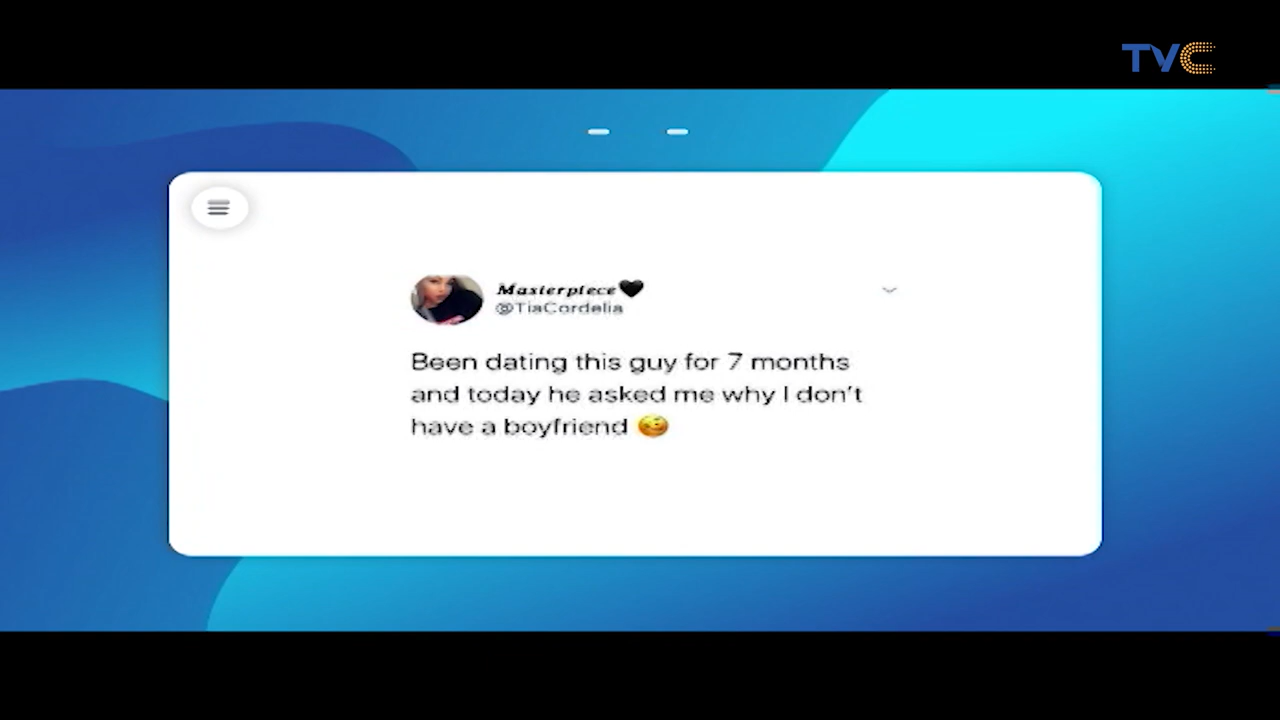 TVC
Masterpiece🖤
@TiaCordelia
Been dating this guy for 7 months
and today he asked me why I don't
have a boyfriend 🥴